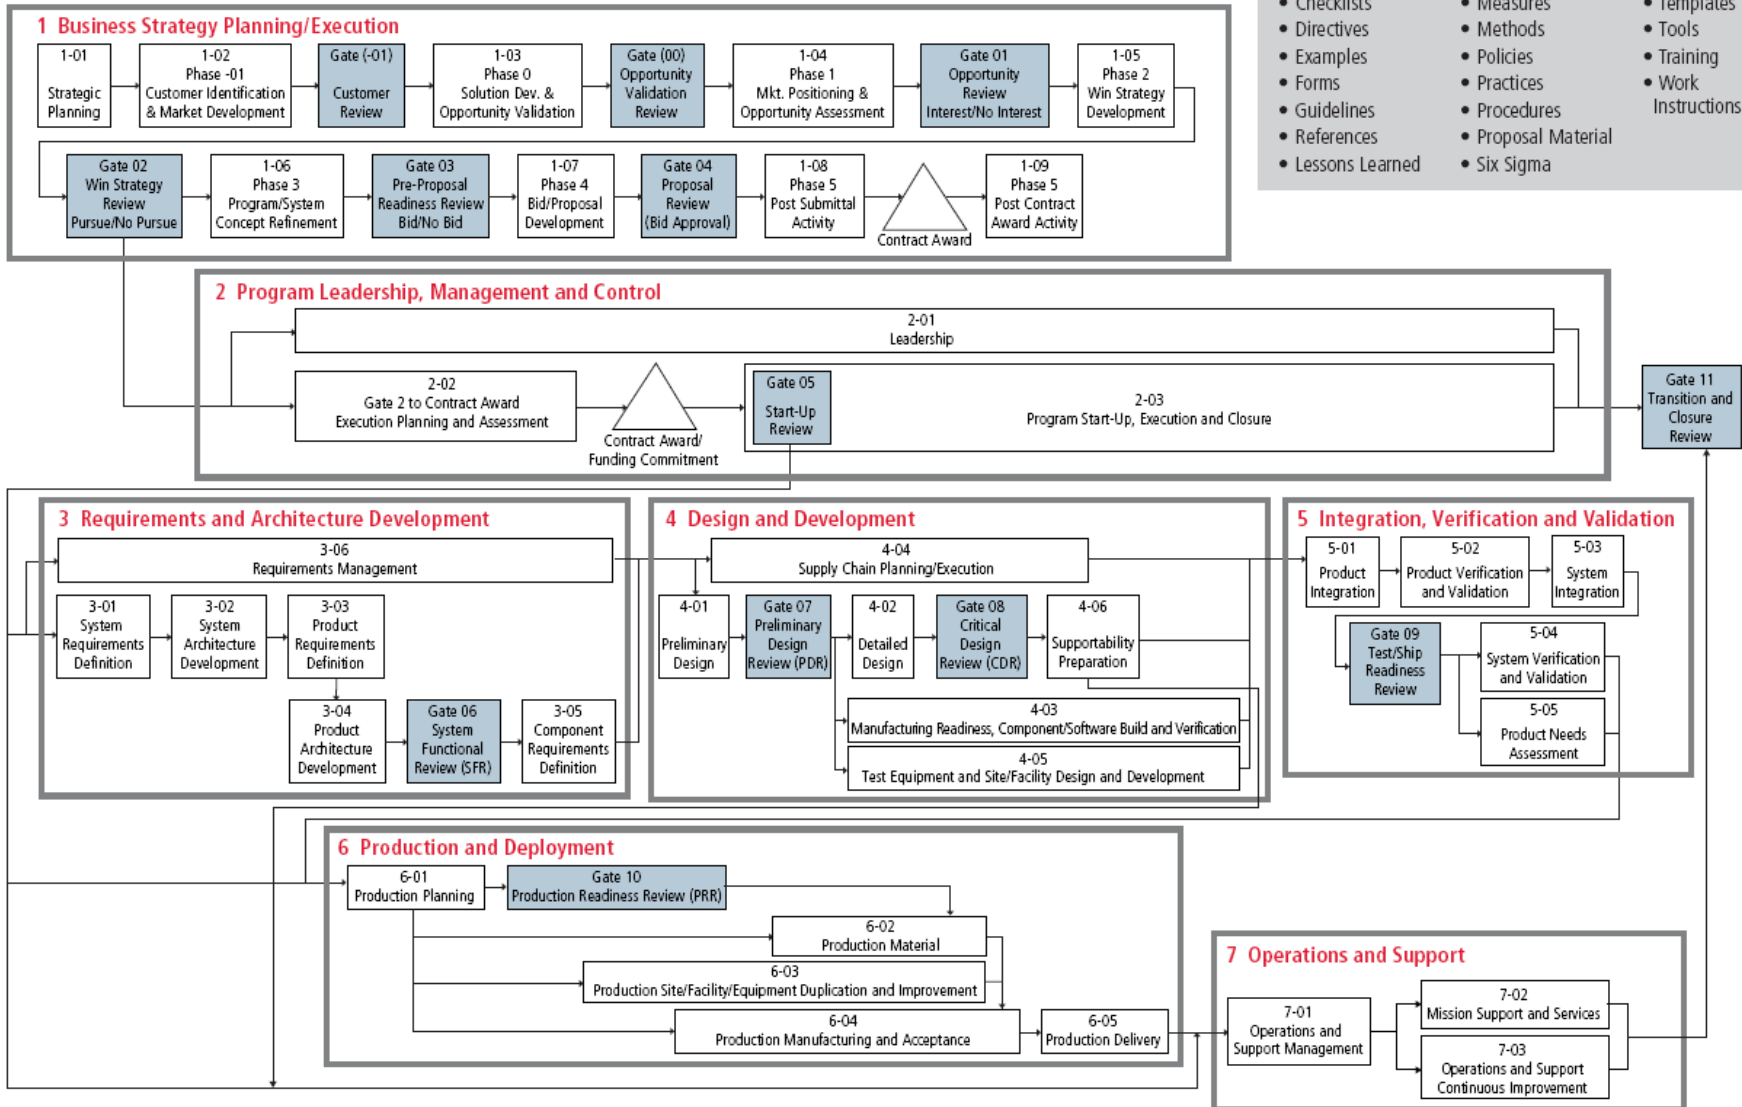 • Checklists
• Directives
• Examples
• Forms
• Guidelines
• References
• Lessons Learned
• Measures
• Methods
• Policies
• Practices
• Procedures
• Proposal Material
• Six Sigma
• Templates
• Tools
• Training
• Work
Instructions
1 Business Strategy Planning/Execution
1-01
Strategic
Planning
1-02
Phase -01
Customer Identification
& Market Development
Gate (-01)
Customer
Review
1-03
Phase 0
Solution Dev. &
Opportunity Validation
Gate (00)
Opportunity
Validation
Review
1-04
Phase 1
Mkt. Positioning &
Opportunity Assessment
Gate 01
Opportunity
Review
Interest/No Interest
1-05
Phase 2
Win Strategy
Development
Gate 02
Win Strategy
Review
Pursue/No Pursue
1-06
Phase 3
Program/System
Concept Refinement
Gate 03
Pre-Proposal
Readiness Review
Bid/No Bid
1-07
Phase 4
Bid/Proposal
Development
Gate 04
Proposal
Review
(Bid Approval)
1-08
Phase 5
Post Submittal
Activity
Contract Award
1-09
Phase 5
Post Contract
Award Activity
2 Program Leadership, Management and Control
2-01
Leadership
2-02
Gate 2 to Contract Award
Execution Planning and Assessment
Contract Award/
Funding Commitment
Gate 05
Start-Up
Review
2-03
Program Start-Up, Execution and Closure
Gate 11
Transition and
Closure
Review
3 Requirements and Architecture Development
3-06
Requirements Management
3-01
System
Requirements
Definition
3-02
System
Architecture
Development
3-03
Product
Requirements
Definition
3-04
Product
Architecture
Development
Gate 06
System
Functional
Review (SFR)
3-05
Component
Requirements
Definition
4 Design and Development
4-04
Supply Chain Planning/Execution
4-01
Preliminary
Design
Gate 07
Preliminary
Design
Review (PDR)
4-02
Detailed
Design
Gate 08
Critical
Design
Review (CDR)
4-06
Supportability
Preparation
4-03
Manufacturing Readiness, Component/Software Build and Verification
4-05
Test Equipment and Site/Facility Design and Development
5 Integration, Verification and Validation
5-01
Product
Integration
5-02
Product Verification
and Validation
5-03
System
Integration
Gate 09
Test/Ship
Readiness
Review
5-04
System Verification
and Validation
5-05
Product Needs
Assessment
6 Production and Deployment
6-01
Production Planning
Gate 10
Production Readiness Review (PRR)
6-02
Production Material
6-03
Production Site/Facility/Equipment Duplication and Improvement
6-04
Production Manufacturing and Acceptance
6-05
Production Delivery
7 Operations and Support
7-01
Operations and
Support Management
7-02
Mission Support and Services
7-03
Operations and Support
Continuous Improvement